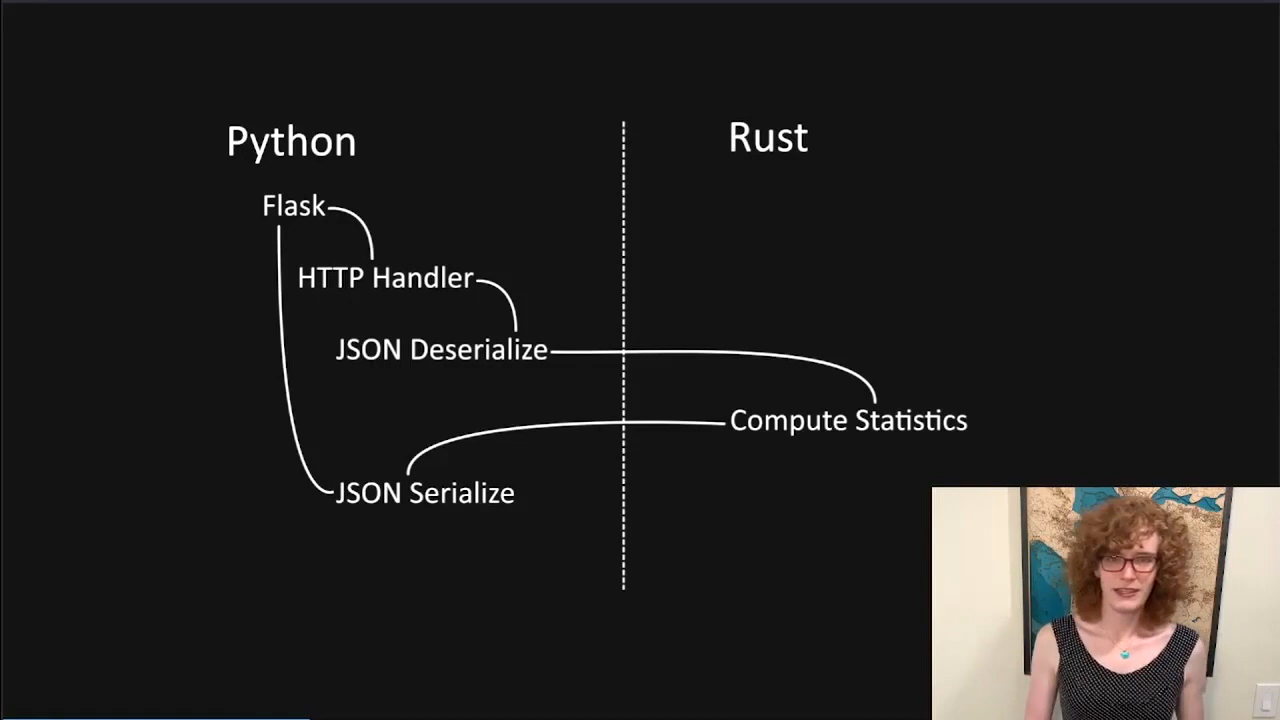 Python
Rust
Flask
HTTP Handler
JSON Deserialize
Compute Statistics
JSON Serialize